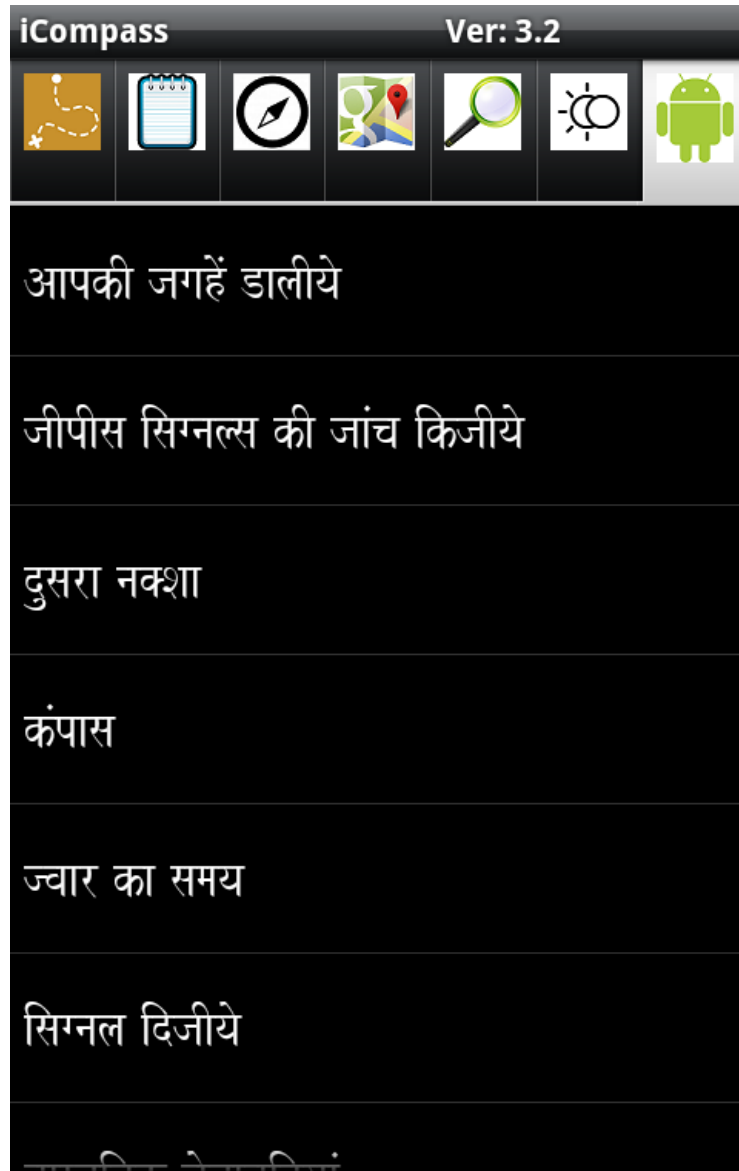 iCompass Ver: 3.2
आपकी जगहें डालीये
जीपीस सिग्नल्स की जांच किजीये
दुसरा नक्शा
कंपास
ज्वार का समय
सिग्नल दिजीये